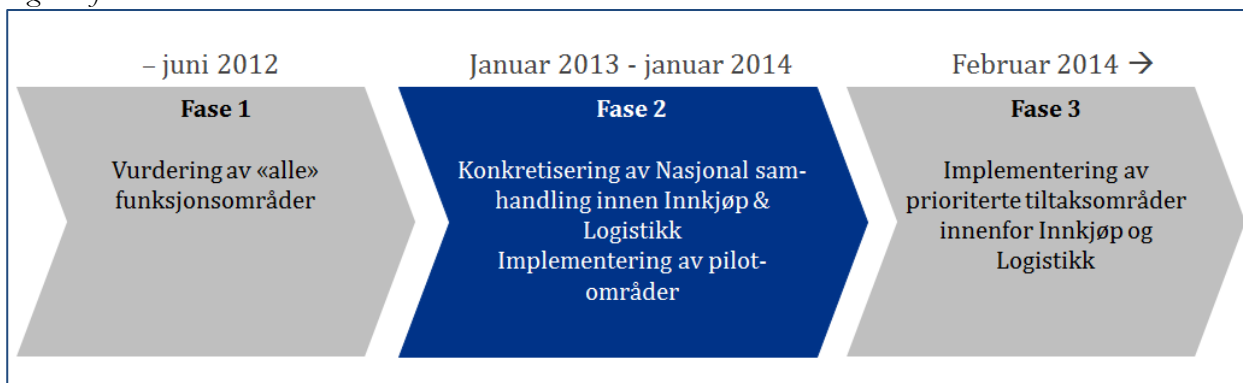 – juni 2012
Januar 2013 - januar 2014
Februar 2014 →
Fase 1
Vurdering av «alle»
funksjonsområder
Fase 2
Konkretisering av Nasjonal sam-
handling innen Innkjøp &
Logistikk
Implementering av pilot-
områder
Fase 3
Implementering av
prioriterte tiltaksområder
innenfor Innkjøp og
Logistikk